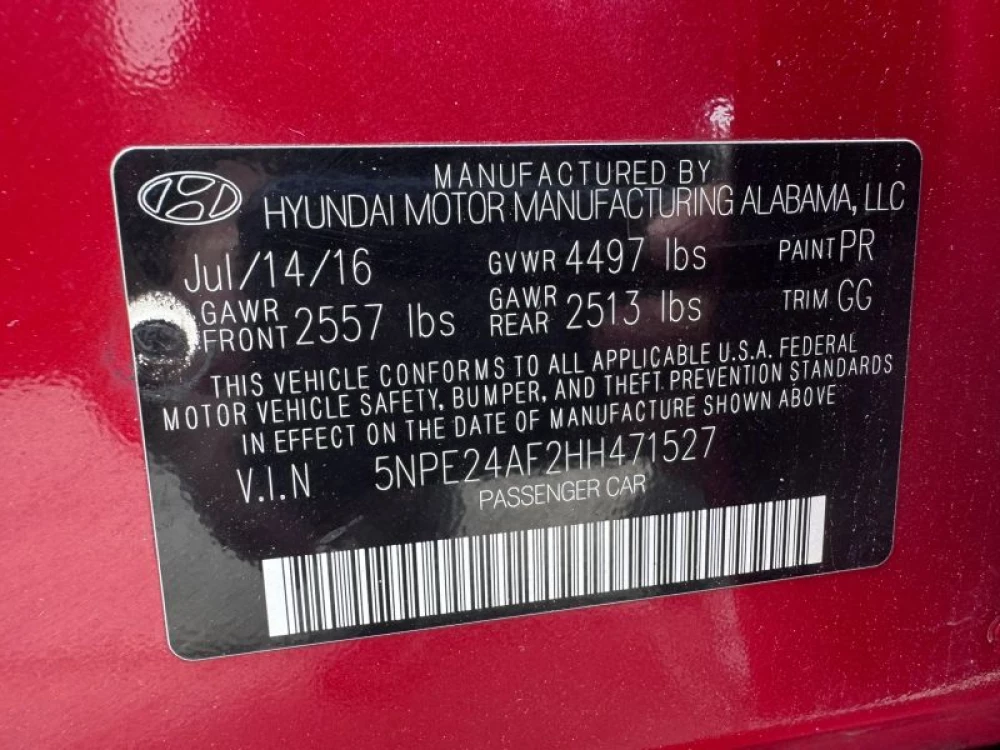 MANUFACTURED BY
HYUNDAI MOTOR MANUFACTURING ALABAMA, LLC
Jul/14/16 GVWR 4497 lbs PAINT PR
GAWR FRONT 2557 lbs GAWR REAR 2513 lbs TRIM GG
THIS VEHICLE CONFORMS TO ALL APPLICABLE U.S.A. FEDERAL
MOTOR VEHICLE SAFETY, BUMPER, AND THEFT PREVENTION STANDARDS
IN EFFECT ON THE DATE OF MANUFACTURE SHOWN ABOVE
V.I.N 5NPE24AF2HH471527
PASSENGER CAR